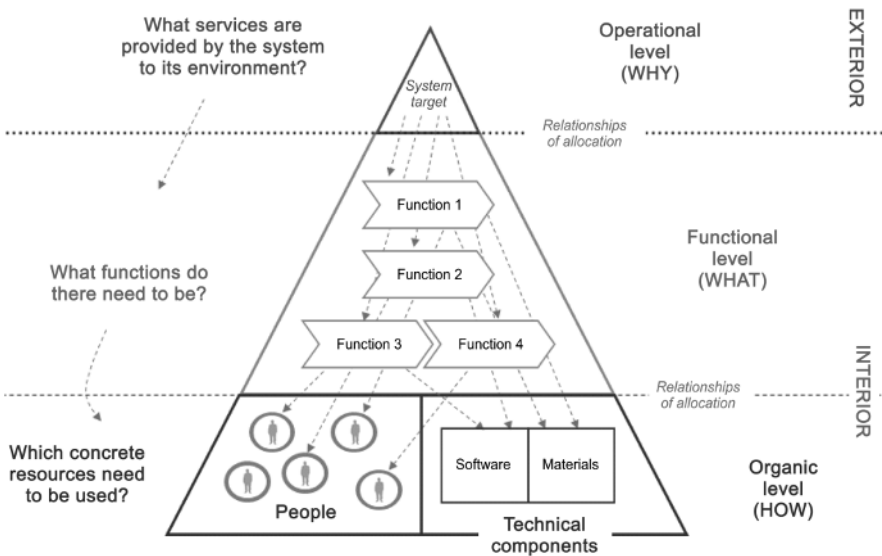 What services are
provided by the system
to its environment?
Operational
level
(WHY)
EXTERIOR
System
target
Relationships
of allocation
Function 1
Functional
level
(WHAT)
What functions do
there need to be?
Function 2
Function 3
Function 4
INTERIOR
Relationships
of allocation
Which concrete
resources need
to be used?
Software
Materials
Organic
level
(HOW)
People
Technical
components